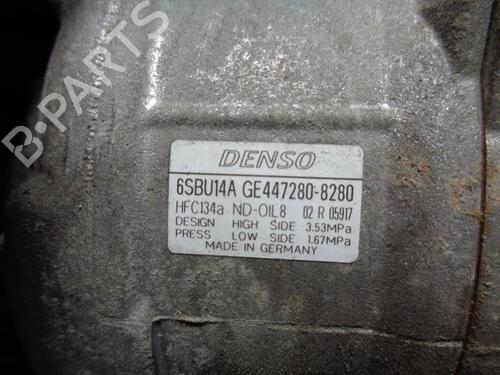 B-PARTS
DENSO
6SBU14A GE447280-8280
HFC134a ND-OIL8 02 R 05917
DESIGN HIGH SIDE 3.53MPa
PRESS LOW SIDE 1.67MPa
MADE IN GERMANY